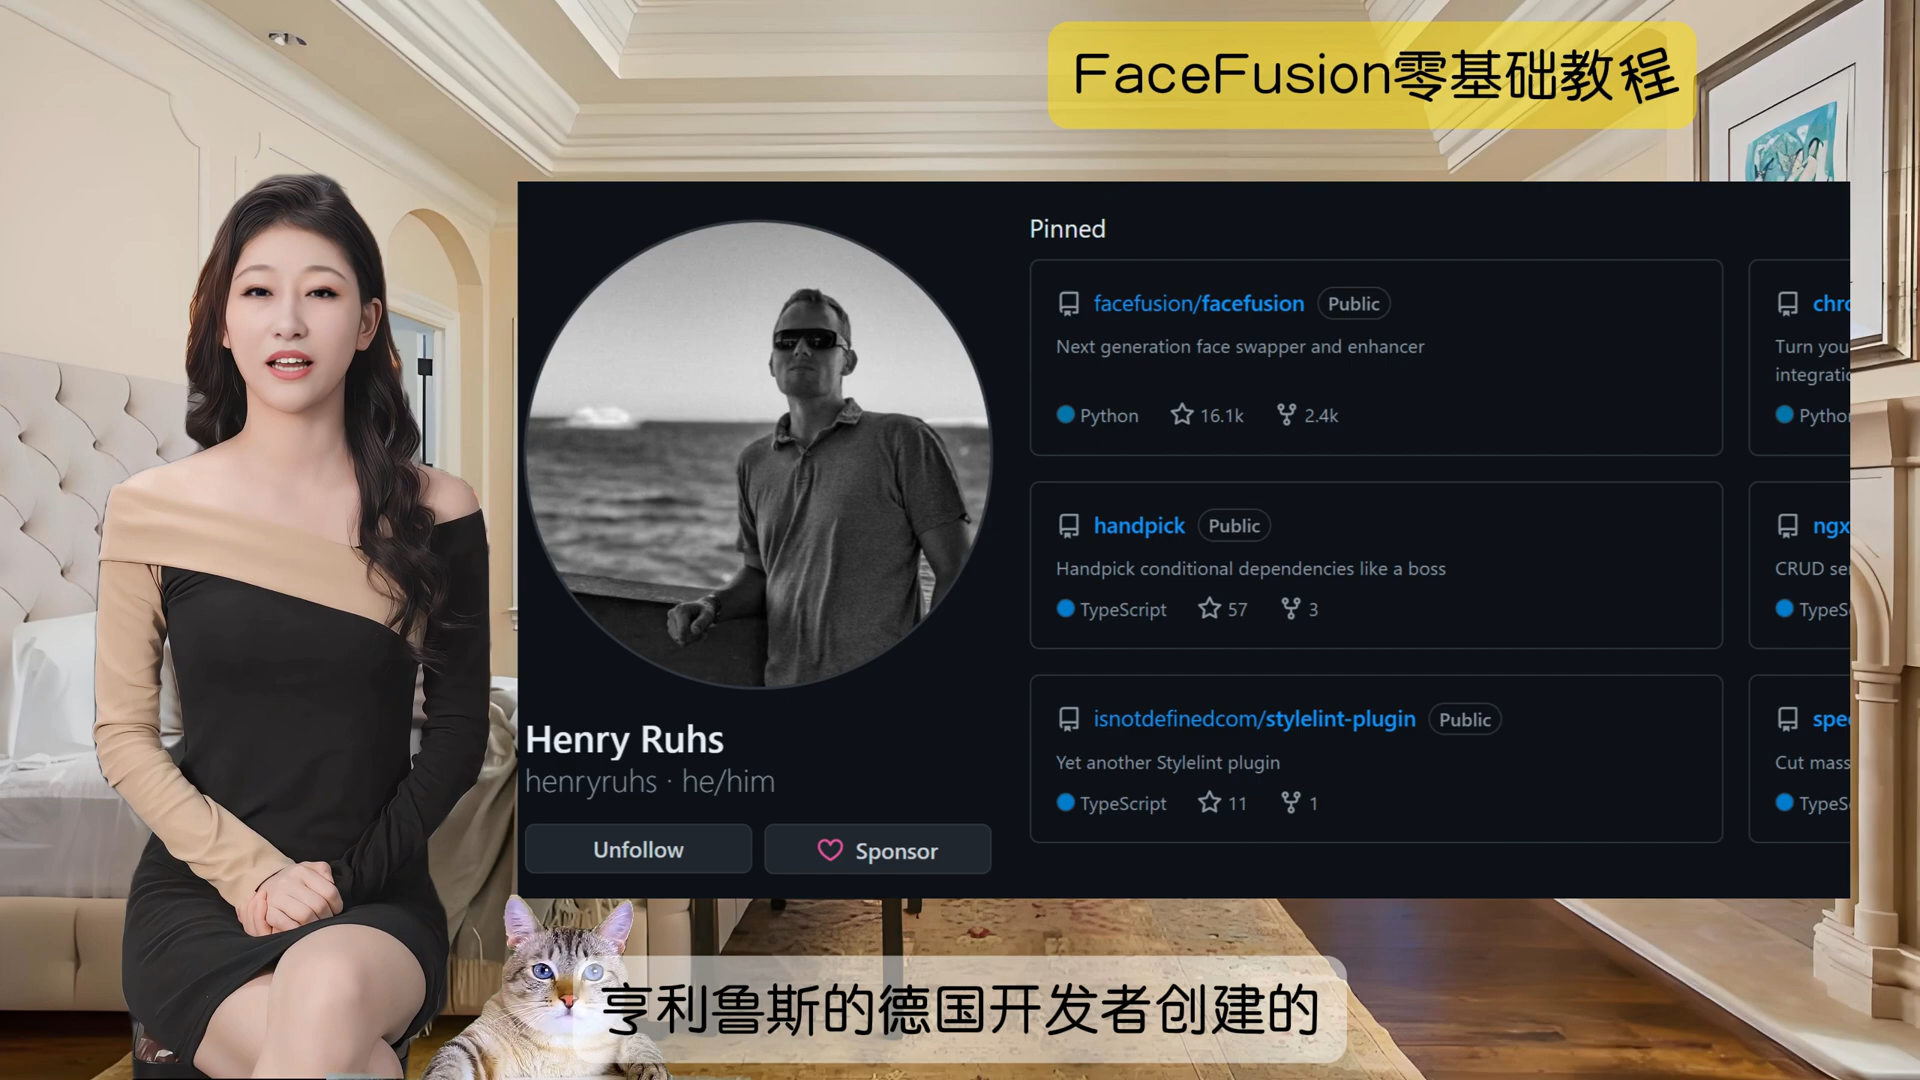 FaceFusion零基础教程
Pinned
facefusion/facefusion Public
Next generation face swapper and enhancer
Python 16.1k 2.4k
handpick Public
Handpick conditional dependencies like a boss
TypeScript 57 3
isnotdefinedcom/stylelint-plugin Public
Yet another Stylelint plugin
TypeScript 11 1
Turn you
Henry Ruhs
henryruhs · he/him
Unfollow
Sponsor
亨利鲁斯的德国开发者创建的